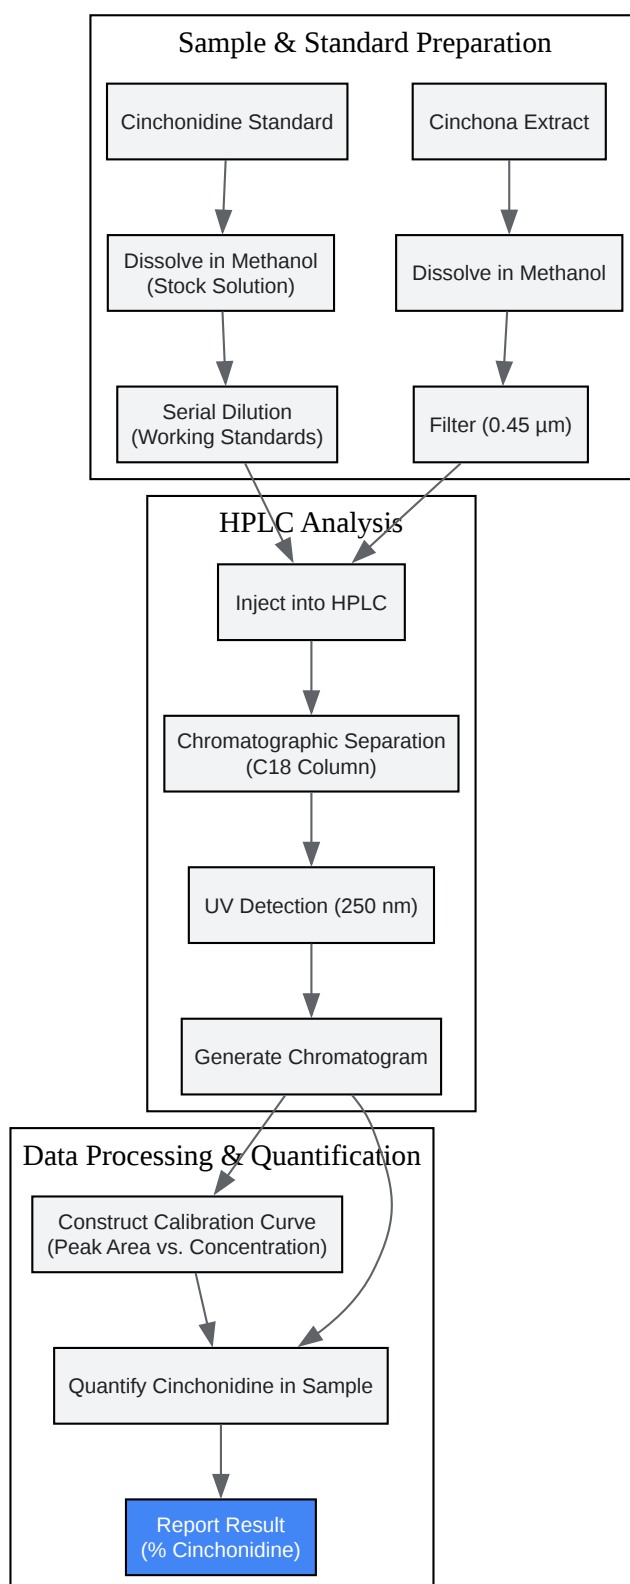 Sample & Standard Preparation
Cinchonidine Standard
Cinchona Extract
Dissolve in Methanol
(Stock Solution)
Dissolve in Methanol
Serial Dilution
(Working Standards)
Filter (0.45 µm)
HPLC Analysis
Inject into HPLC
Chromatographic Separation
(C18 Column)
UV Detection (250 nm)
Generate Chromatogram
Data Processing & Quantification
Construct Calibration Curve
(Peak Area vs. Concentration)
Quantify Cinchonidine in Sample
Report Result
(% Cinchonidine)